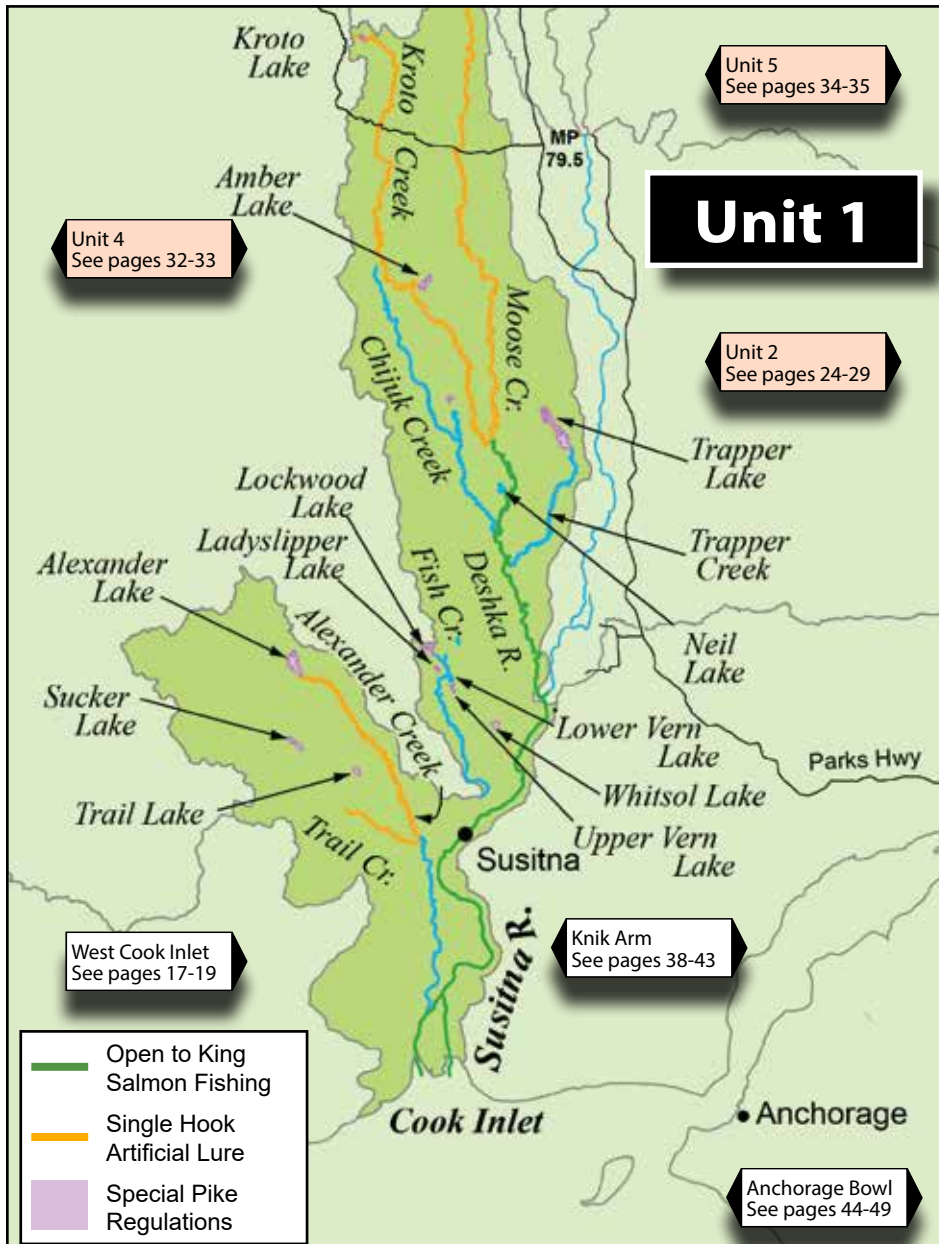 Kroto
Lake
Kroto
Creek
Unit 5
See pages 34-35
MP
79.5
Unit 1
Amber
Lake
Unit 4
See pages 32-33
Moose Cr.
Unit 2
See pages 24-29
Chijuk Creek
Trapper
Lake
Lockwood
Lake
Ladyslipper
Lake
Trapper
Creek
Alexander
Lake
Fish Cr.
Deshka R.
Neil
Lake
Alexander Creek
Sucker
Lake
Lower Vern
Lake
Parks Hwy
Whitsol Lake
Trail Lake
Upper Vern
Lake
Trail Cr.
Susitna
West Cook Inlet
See pages 17-19
Knik Arm
See pages 38-43
Susitna R.
Open to King
Salmon Fishing
Single Hook
Artificial Lure
Special Pike
Regulations
Cook Inlet
Anchorage
Anchorage Bowl
See pages 44-49